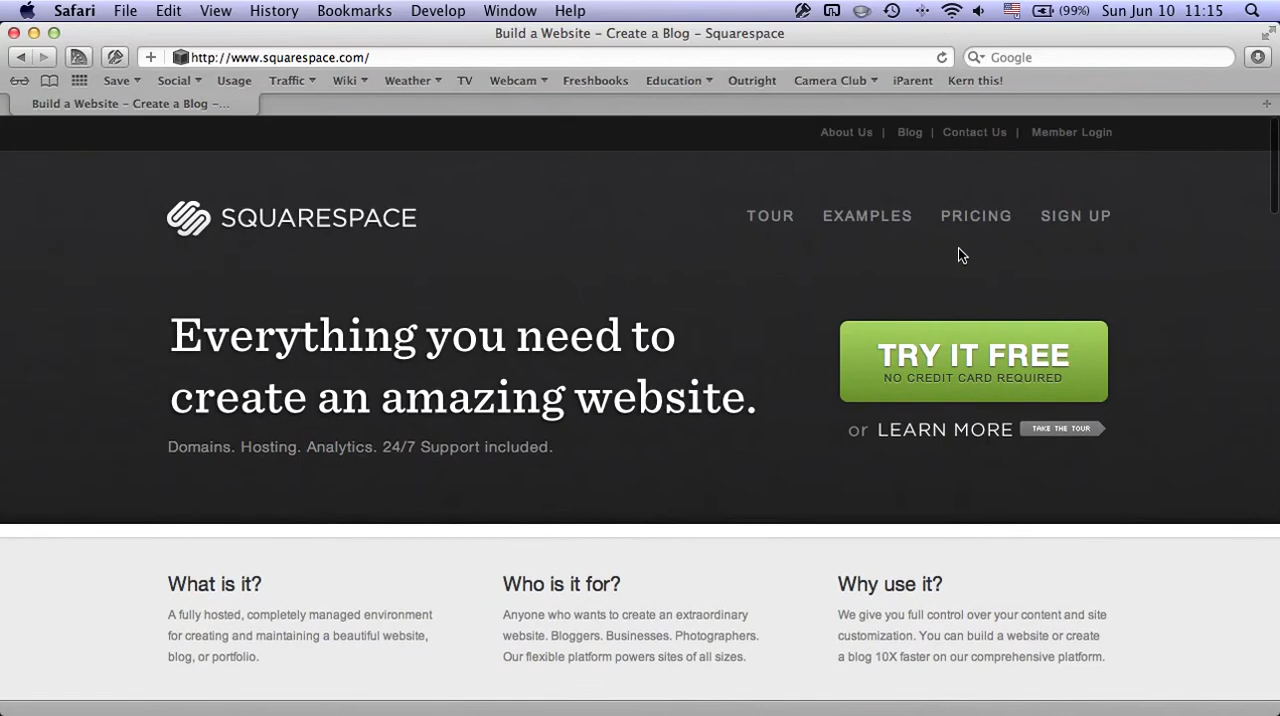 Safari File Edit View History Bookmarks Develop Window Help (99%) Sun Jun 10 11:15
Build a Website – Create a Blog – Squarespace
http://www.squarespace.com/ Google
Save Social Usage Traffic Wiki Weather TV Webcam Freshbooks Education Outright Camera Club iParent Kern this!
Build a Website – Create a Blog –...
About Us | Blog | Contact Us | Member Login
SQUARESPACE
TOUR EXAMPLES PRICING SIGN UP
Everything you need to
create an amazing website.
Domains. Hosting. Analytics. 24/7 Support included.
TRY IT FREE
NO CREDIT CARD REQUIRED
or LEARN MORE TAKE THE TOUR
What is it?
A fully hosted, completely managed environment
for creating and maintaining a beautiful website,
blog, or portfolio.
Who is it for?
Anyone who wants to create an extraordinary
website. Bloggers. Businesses. Photographers.
Our flexible platform powers sites of all sizes.
Why use it?
We give you full control over your content and site
customization. You can build a website or create
a blog 10X faster on our comprehensive platform.